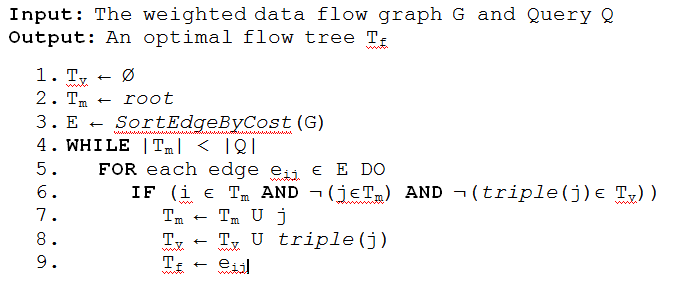 Input: The weighted data flow graph G and Query Q
Output: An optimal flow tree Tf
1. Tv ← Ø
2. Tm ← root
3. E ← SortEdgeByCost(G)
4. WHILE |Tm| < |Q|
5. FOR each edge eij ϵ E DO
6. IF (i ϵ Tm AND ¬(jϵTm) AND ¬(triple(j)ϵ Tv))
7. Tm ← Tm U j
8. Tv ← Tv U triple(j)
9. Tf ← eij